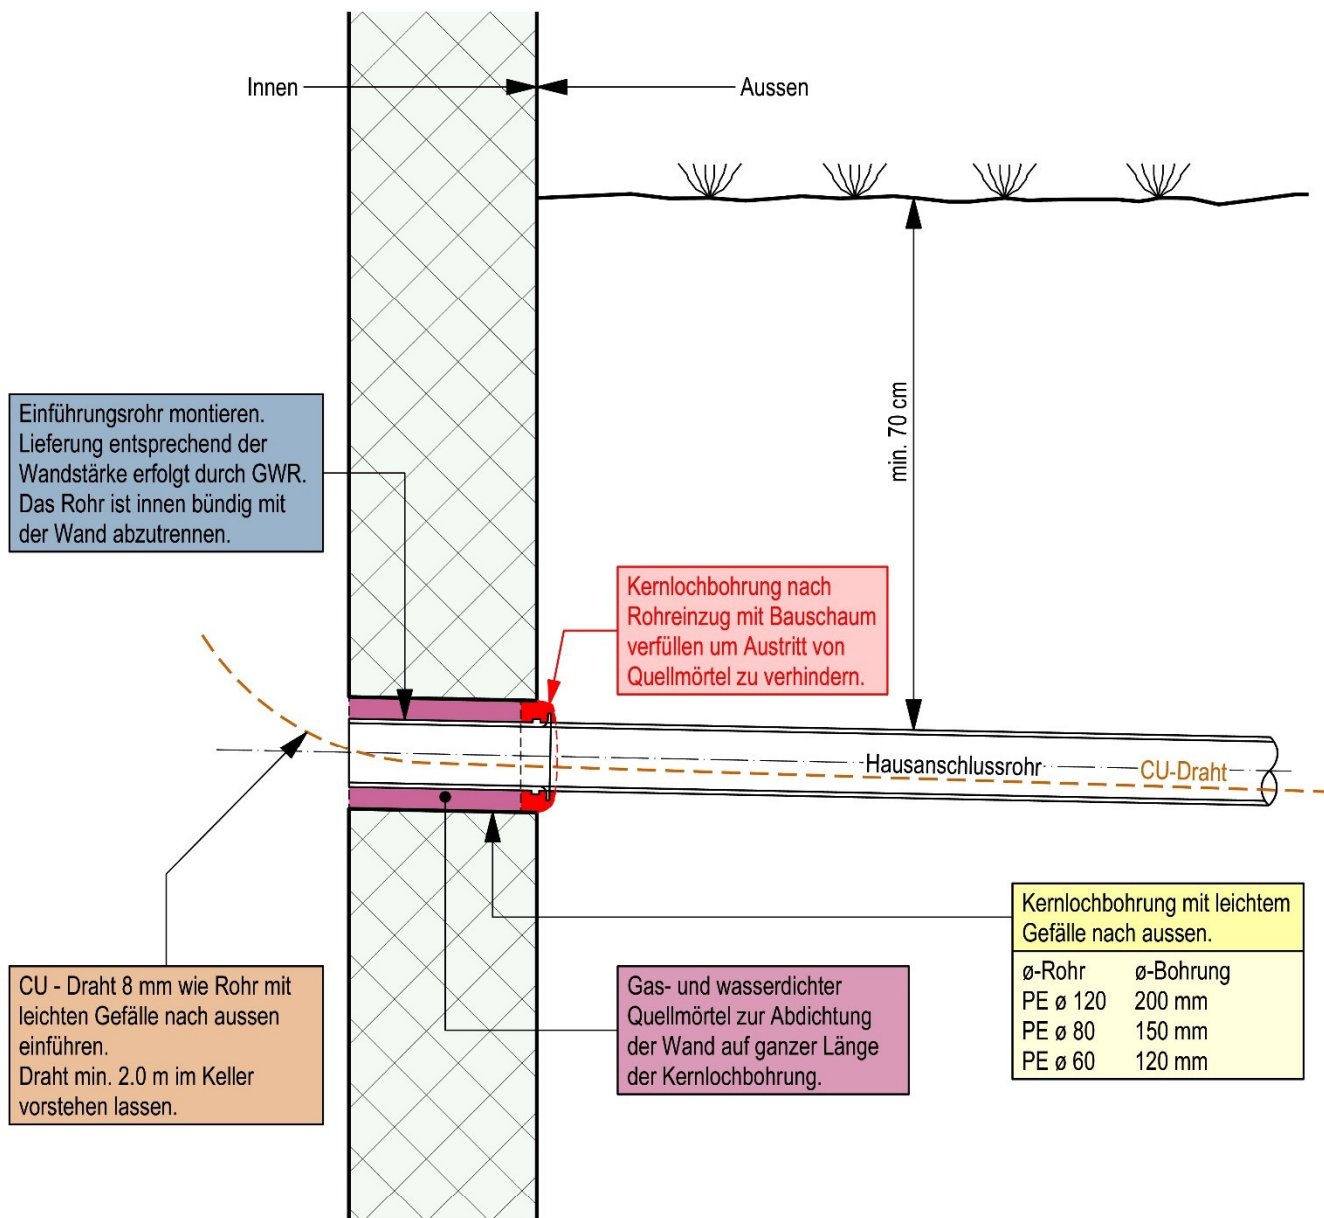 Innen
Aussen
min. 70 cm
Einführungsrohr montieren.
Lieferung entsprechend der
Wandstärke erfolgt durch GWR.
Das Rohr ist innen bündig mit
der Wand abzutrennen.
Kernlochbohrung nach
Rohreinzug mit Bauschaum
verfüllen um Austritt von
Quellmörtel zu verhindern.
Hausanschlussrohr
CU-Draht
CU - Draht 8 mm wie Rohr mit
leichten Gefälle nach aussen
einführen.
Draht min. 2.0 m im Keller
vorstehen lassen.
Gas- und wasserdichter
Quellmörtel zur Abdichtung
der Wand auf ganzer Länge
der Kernlochbohrung.
Kernlochbohrung mit leichtem
Gefälle nach aussen.
ø-Rohr ø-Bohrung
PE ø 120 200 mm
PE ø 80 150 mm
PE ø 60 120 mm